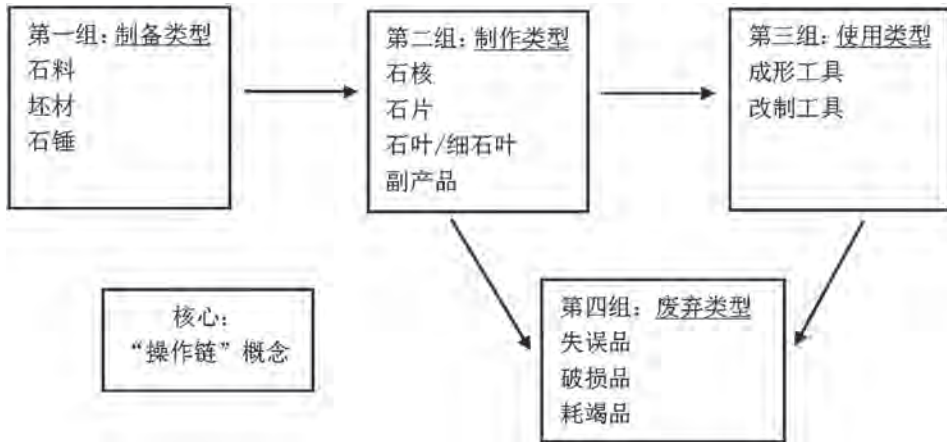 第一组：制备类型
石料
坯材
石锤
第二组：制作类型
石核
石片
石叶/细石叶
副产品
第三组：使用类型
成形工具
改制工具
核心：
“操作链”概念
第四组：废弃类型
失误品
破损品
耗竭品